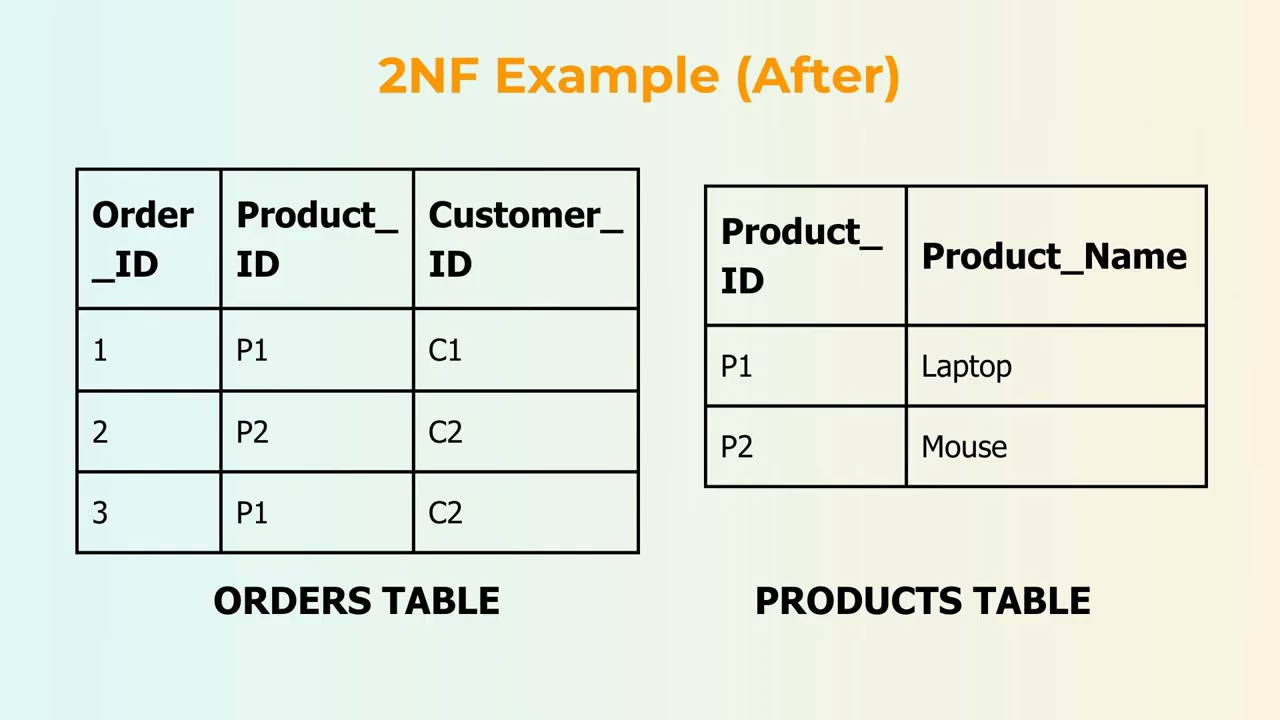 2NF Example (After)
Order
_ID
Product_
ID
Customer_
ID
1
P1
C1
2
P2
C2
3
P1
C2
ORDERS TABLE
Product_
ID
Product_Name
P1
Laptop
P2
Mouse
PRODUCTS TABLE